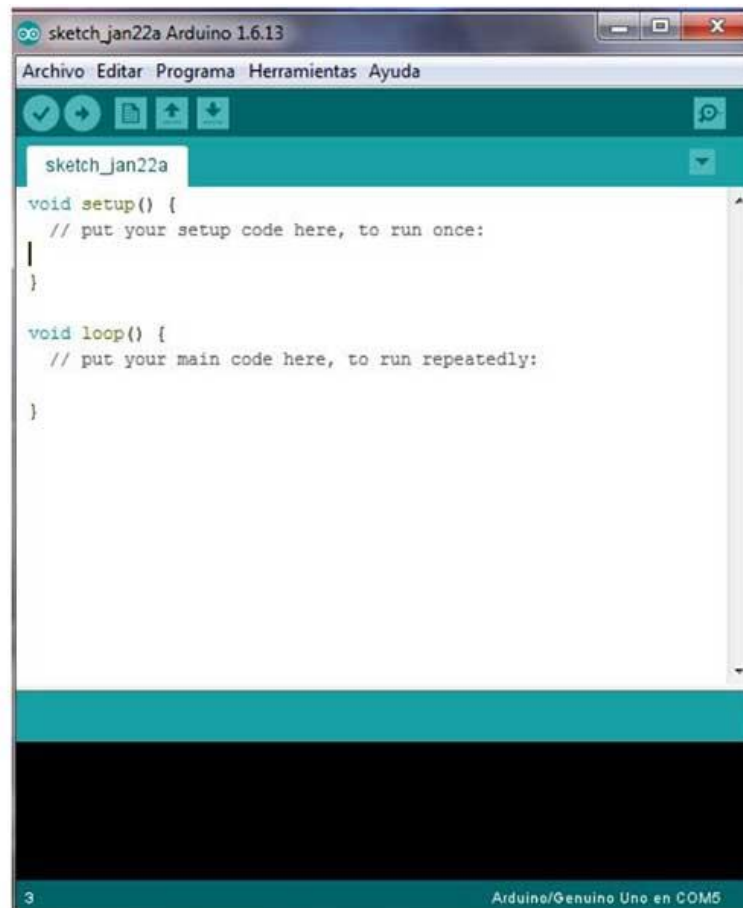 sketch_jan22a Arduino 1.6.13
Archivo Editar Programa Herramientas Ayuda
sketch_jan22a
void setup() {
  // put your setup code here, to run once:
}
void loop() {
  // put your main code here, to run repeatedly:
}
3 Arduino/Genuino Uno en COM5